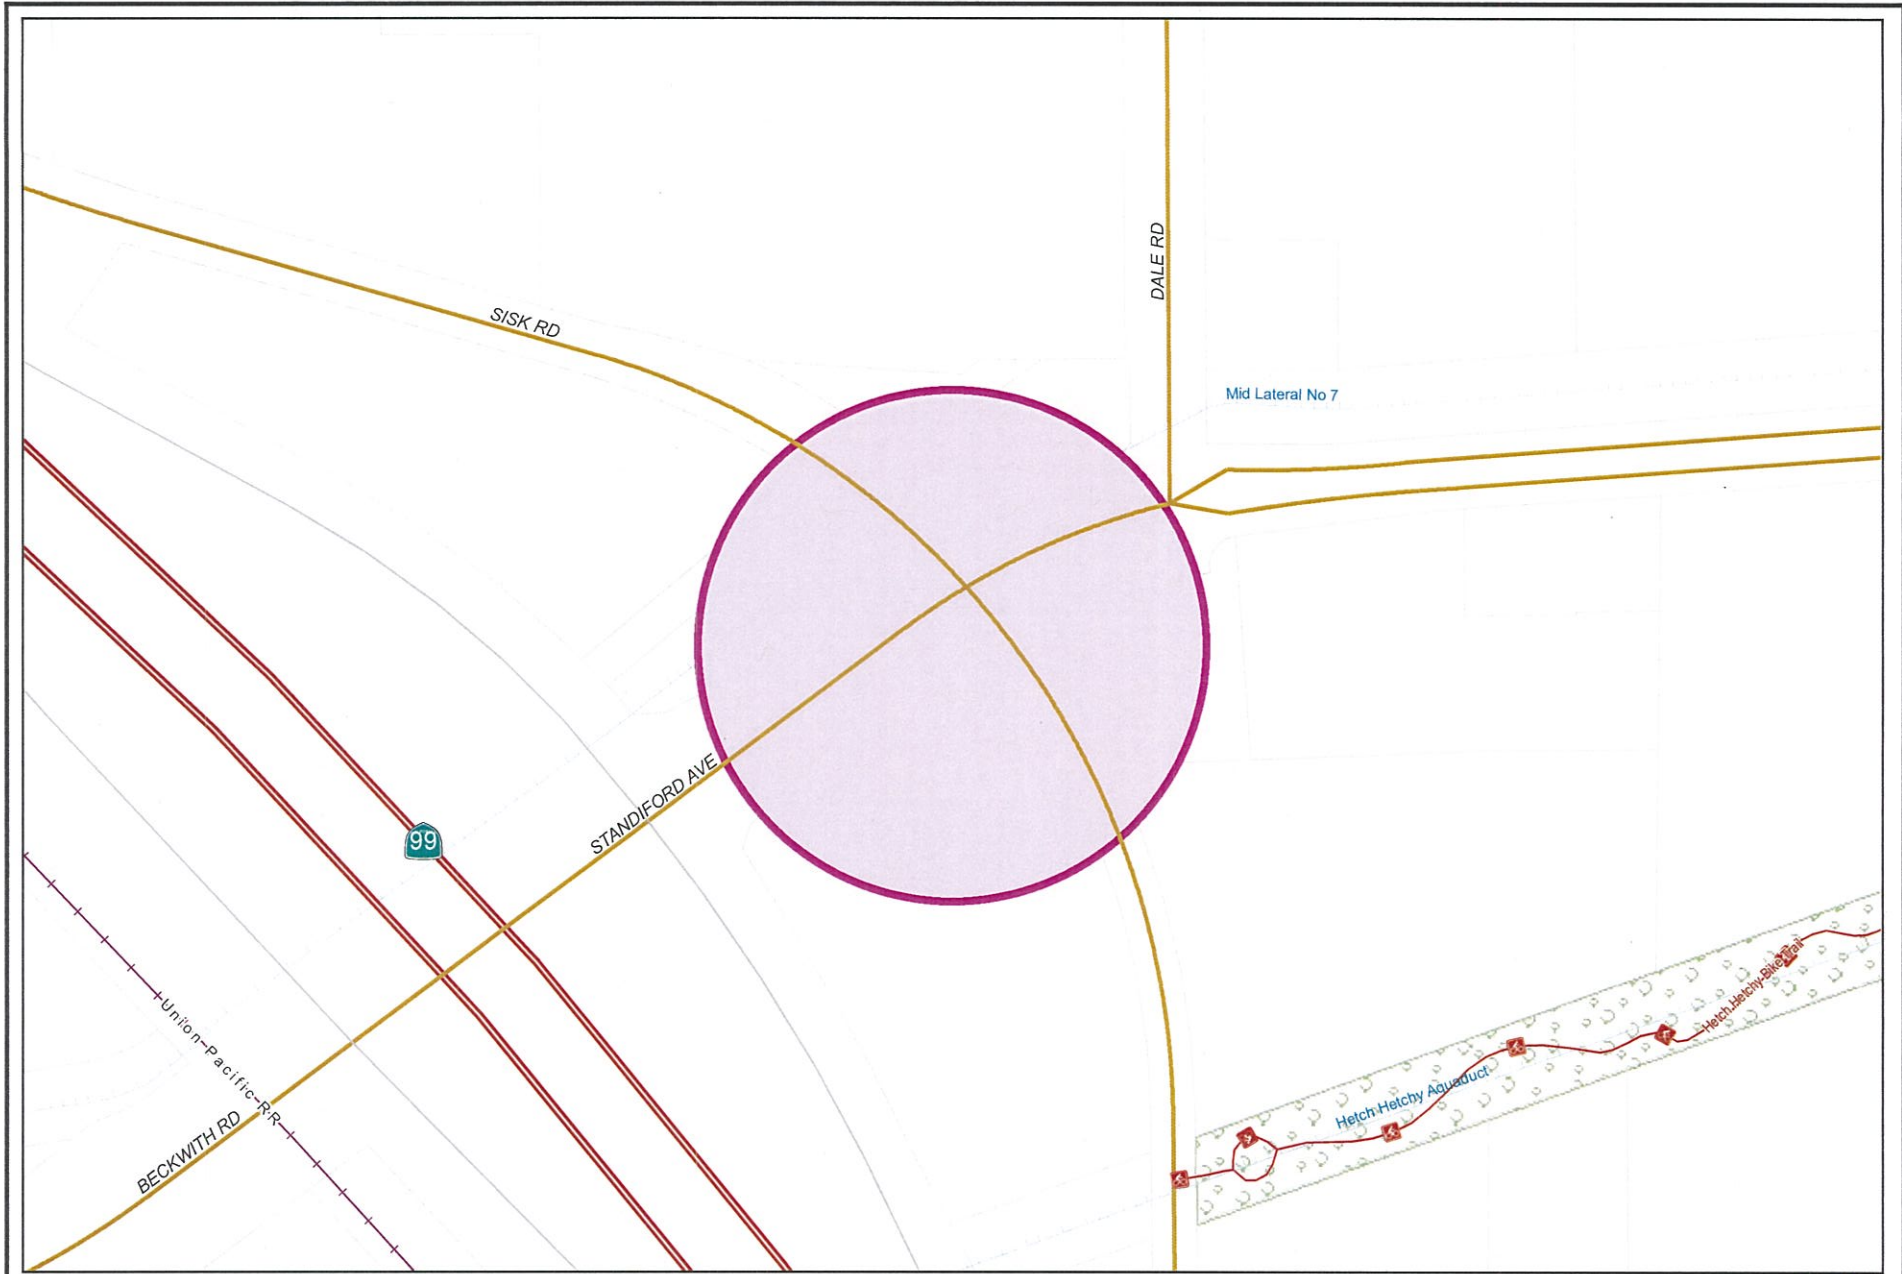 DALE RD
SISK RD
Mid Lateral No 7
STANDIFORD AVE
99
Hetch Hetchy Bike Trail
Union Pacific RR
Hetch Hetchy Aquaduct
BECKWITH RD